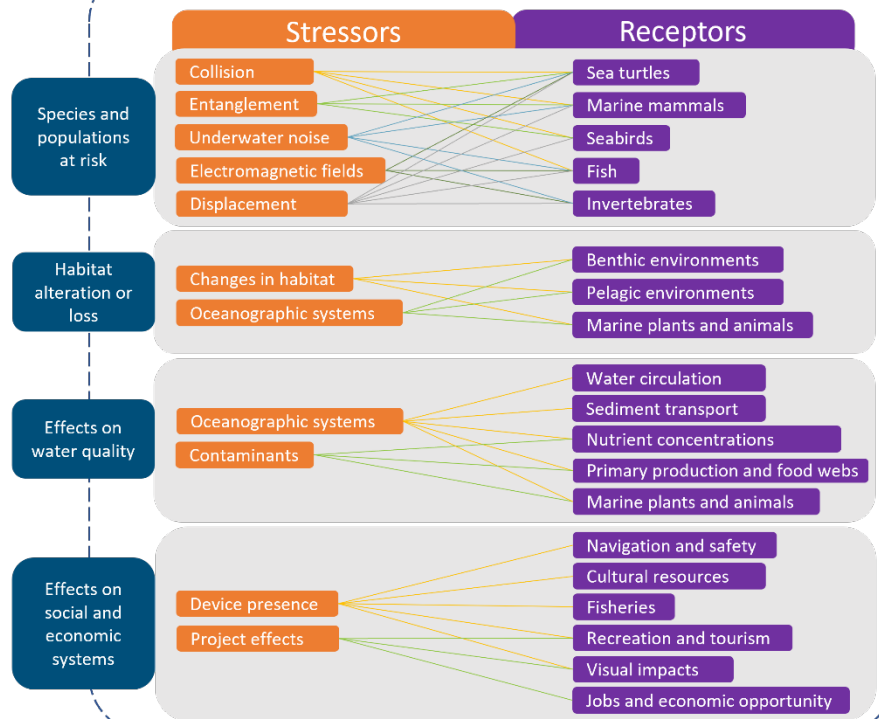 Stressors
Receptors
Species and
populations
at risk
Collision
Entanglement
Underwater noise
Electromagnetic fields
Displacement
Sea turtles
Marine mammals
Seabirds
Fish
Invertebrates
Habitat
alteration or
loss
Changes in habitat
Oceanographic systems
Benthic environments
Pelagic environments
Marine plants and animals
Effects on
water quality
Oceanographic systems
Contaminants
Water circulation
Sediment transport
Nutrient concentrations
Primary production and food webs
Marine plants and animals
Effects on
social and
economic
systems
Device presence
Project effects
Navigation and safety
Cultural resources
Fisheries
Recreation and tourism
Visual impacts
Jobs and economic opportunity